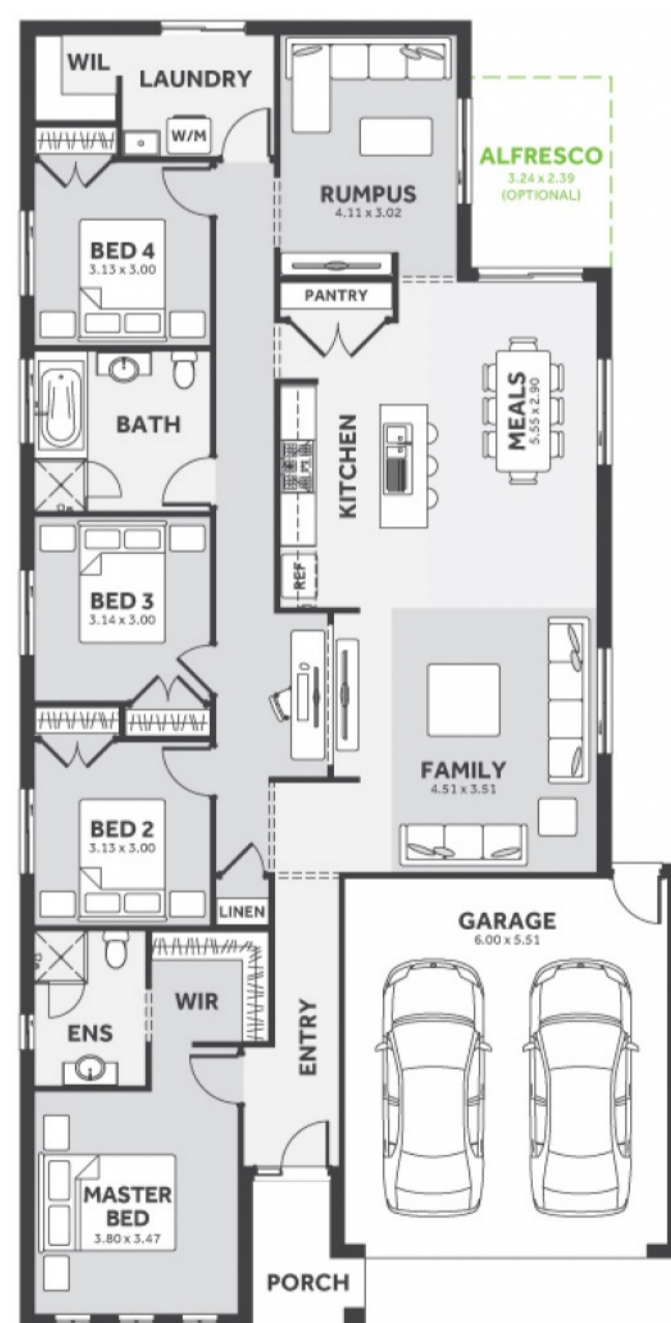 WIL
LAUNDRY
W/M
RUMPUS
4.11 x 3.02
ALFRESCO
3.24 x 2.39
(OPTIONAL)
BED 4
3.13 x 3.00
PANTRY
BATH
KITCHEN
MEALS
5.55 x 2.90
REF
BED 3
3.14 x 3.00
FAMILY
4.51 x 3.51
BED 2
3.13 x 3.00
LINEN
GARAGE
6.00 x 5.51
WIR
ENS
ENTRY
MASTER
BED
3.80 x 3.47
PORCH